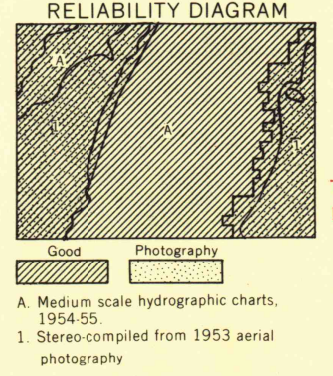 RELIABILITY DIAGRAM
A
1
A
1
Good Photography
A. Medium scale hydrographic charts,
1954-55.
1. Stereo-compiled from 1953 aerial
photography